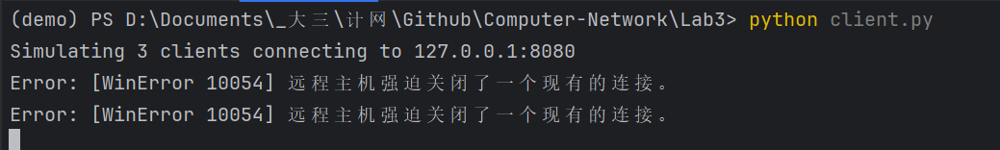 (demo) PS D:\Documents\_大三\计网\Github\Computer-Network\Lab3> python client.py
Simulating 3 clients connecting to 127.0.0.1:8080
Error: [WinError 10054] 远程主机强迫关闭了一个现有的连接。
Error: [WinError 10054] 远程主机强迫关闭了一个现有的连接。